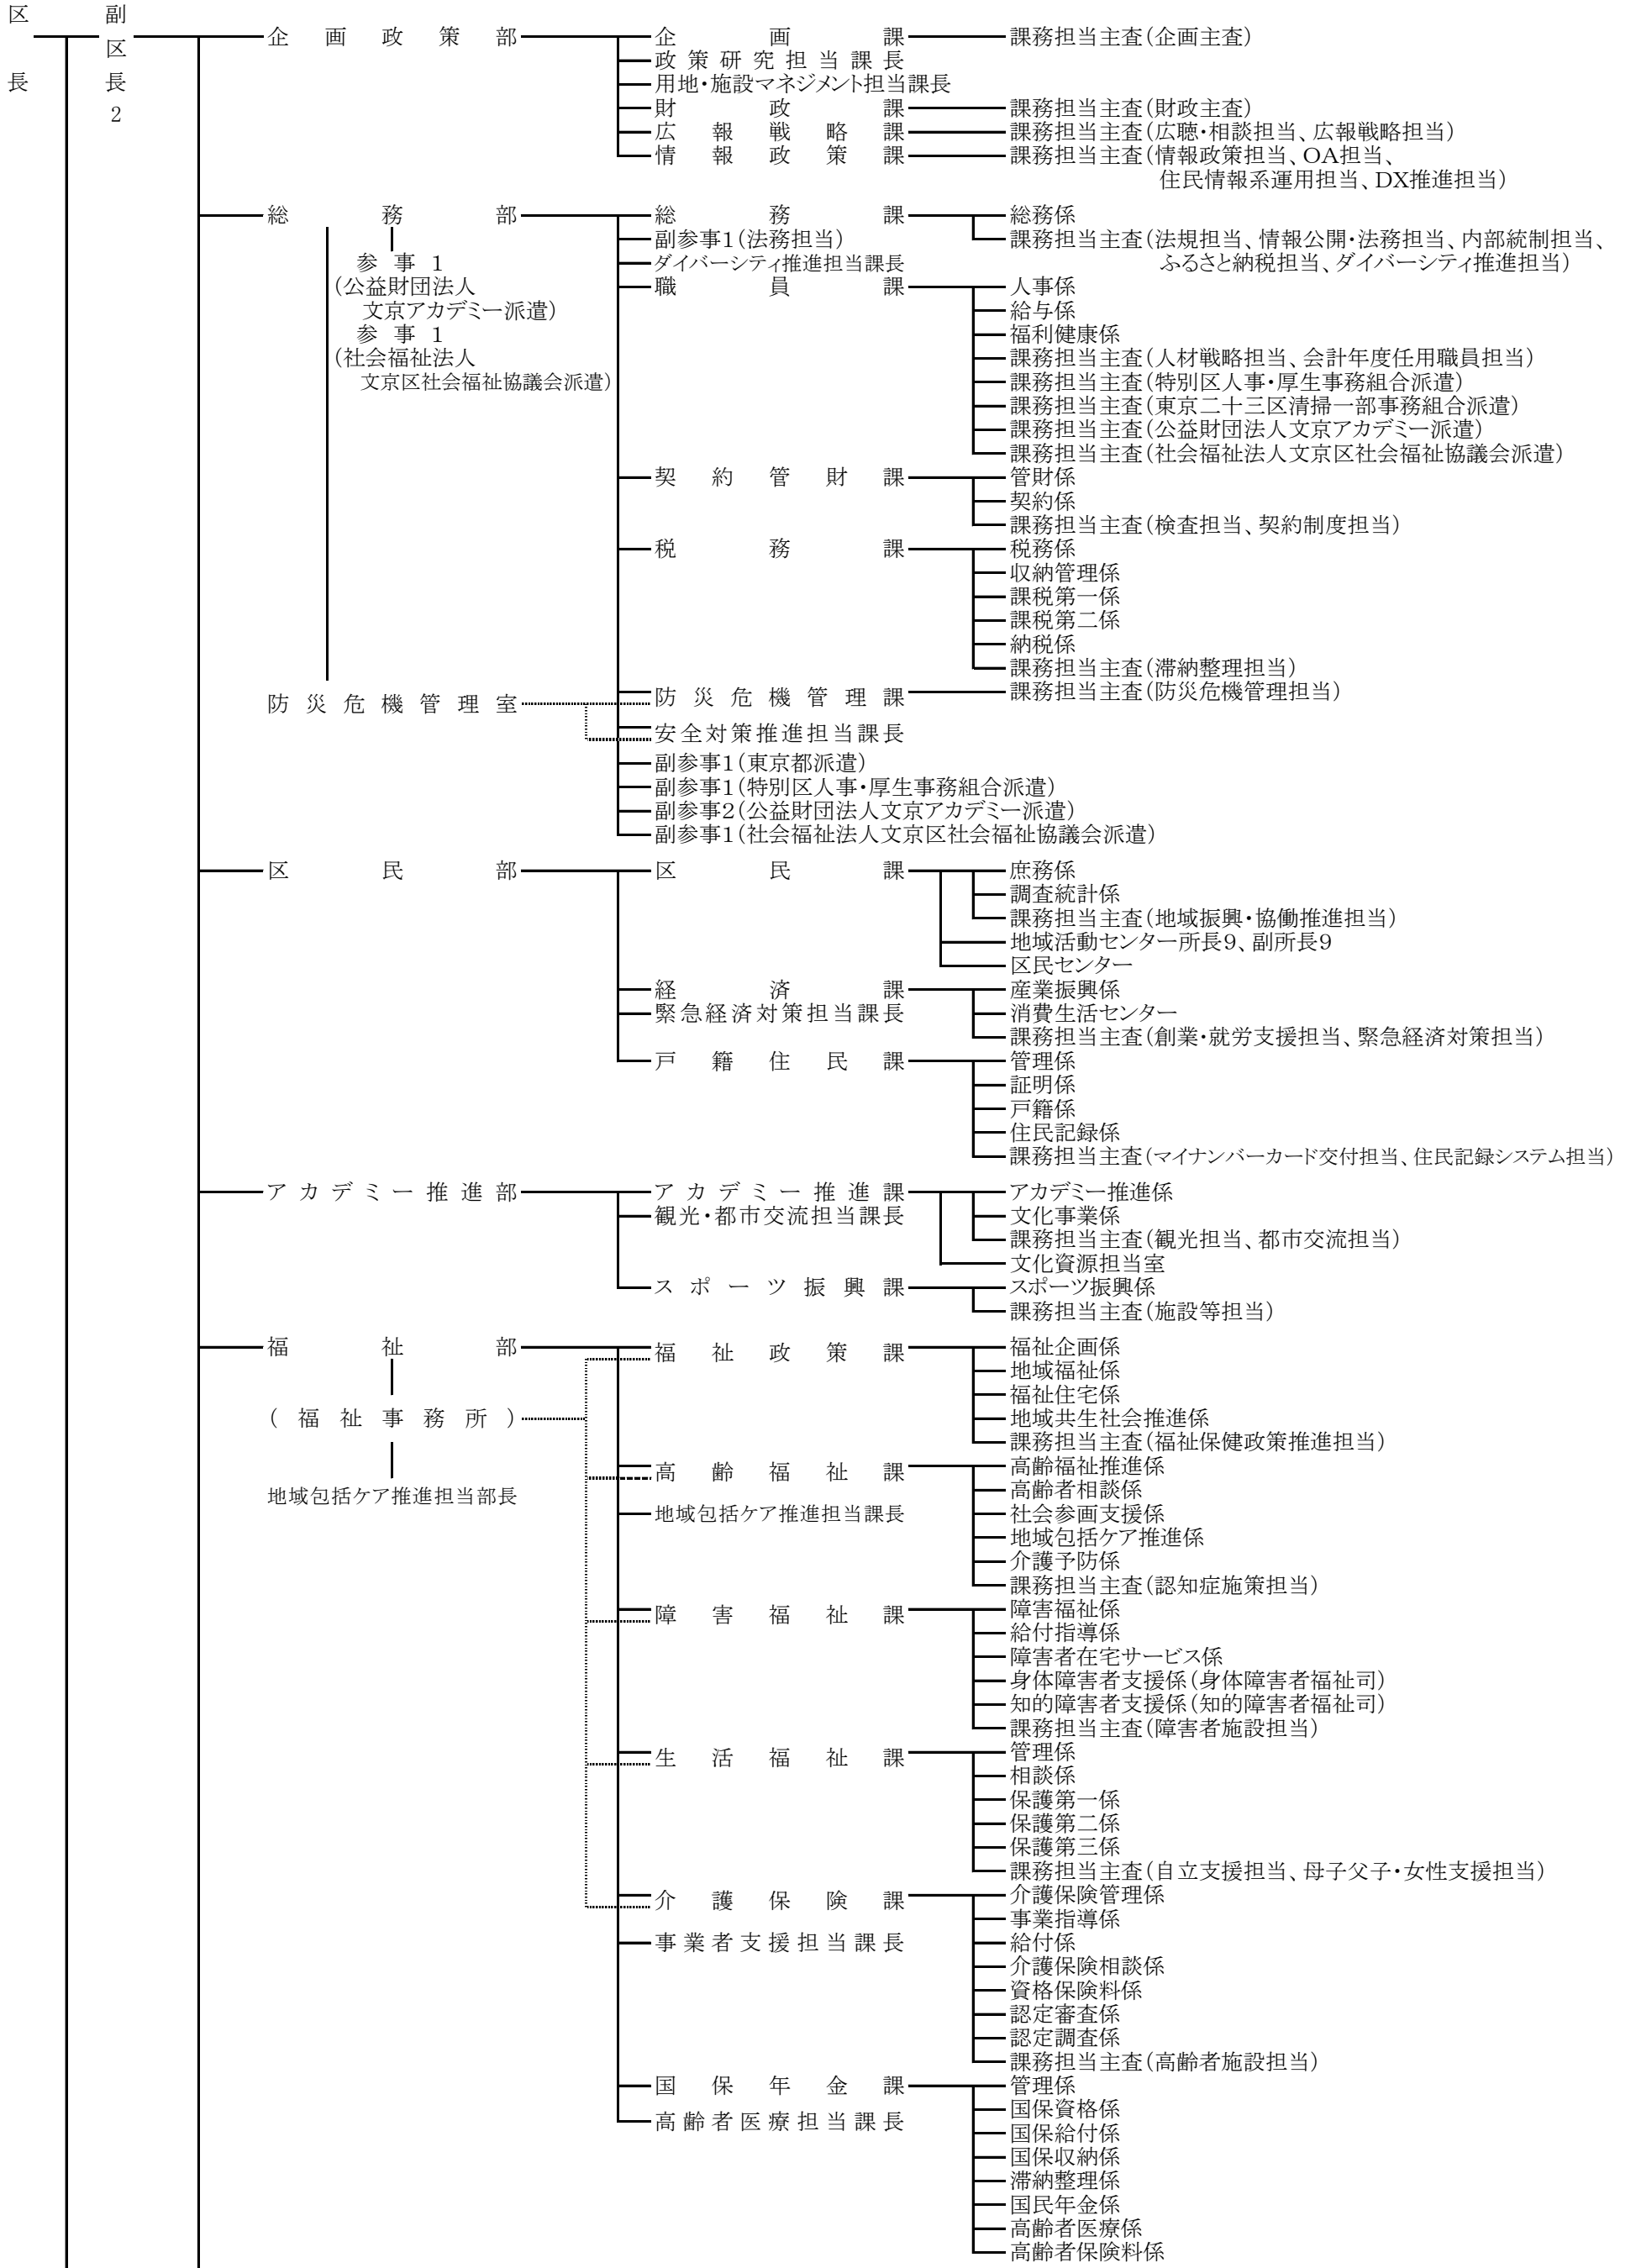 区長
副区長2
企画政策部
企画課
課務担当主査(企画主査)
政策研究担当課長
用地・施設マネジメント担当課長
財政課
課務担当主査(財政主査)
広報戦略課
課務担当主査(広聴・相談担当、広報戦略担当)
情報政策課
課務担当主査(情報政策担当、OA担当、
住民情報系運用担当、DX推進担当)
総務部
参事1
(公益財団法人
文京アカデミー派遣)
参事1
(社会福祉法人
文京区社会福祉協議会派遣)
総務課
総務係
課務担当主査(法規担当、情報公開・法務担当、内部統制担当、
ふるさと納税担当、ダイバーシティ推進担当)
副参事1(法務担当)
ダイバーシティ推進担当課長
職員課
人事係
給与係
福利健康係
課務担当主査(人材戦略担当、会計年度任用職員担当)
課務担当主査(特別区人事・厚生事務組合派遣)
課務担当主査(東京二十三区清掃一部事務組合派遣)
課務担当主査(公益財団法人文京アカデミー派遣)
課務担当主査(社会福祉法人文京区社会福祉協議会派遣)
契約管財課
管財係
契約係
課務担当主査(検査担当、契約制度担当)
税務課
税務係
収納管理係
課税第一係
課税第二係
納税係
課務担当主査(滞納整理担当)
防災危機管理室
防災危機管理課
課務担当主査(防災危機管理担当)
安全対策推進担当課長
副参事1(東京都派遣)
副参事1(特別区人事・厚生事務組合派遣)
副参事2(公益財団法人文京アカデミー派遣)
副参事1(社会福祉法人文京区社会福祉協議会派遣)
区民部
区民課
庶務係
調査統計係
課務担当主査(地域振興・協働推進担当)
地域活動センター所長9、副所長9
区民センター
経済課
産業振興係
緊急経済対策担当課長
消費生活センター
課務担当主査(創業・就労支援担当、緊急経済対策担当)
戸籍住民課
管理係
証明係
戸籍係
住民記録係
課務担当主査(マイナンバーカード交付担当、住民記録システム担当)
アカデミー推進部
アカデミー推進課
アカデミー推進係
観光・都市交流担当課長
文化事業係
課務担当主査(観光担当、都市交流担当)
文化資源担当室
スポーツ振興課
スポーツ振興係
課務担当主査(施設等担当)
福祉部
(福祉事務所)
地域包括ケア推進担当部長
福祉政策課
福祉企画係
地域福祉係
福祉住宅係
地域共生社会推進係
課務担当主査(福祉保健政策推進担当)
高齢福祉課
高齢福祉推進係
高齢者相談係
地域包括ケア推進担当課長
社会参画支援係
地域包括ケア推進係
介護予防係
課務担当主査(認知症施策担当)
障害福祉課
障害福祉係
給付指導係
障害者在宅サービス係
身体障害者支援係(身体障害者福祉司)
知的障害者支援係(知的障害者福祉司)
課務担当主査(障害者施設担当)
生活福祉課
管理係
相談係
保護第一係
保護第二係
保護第三係
課務担当主査(自立支援担当、母子父子・女性支援担当)
介護保険課
介護保険管理係
事業指導係
事業者支援担当課長
給付係
介護保険相談係
資格保険料係
認定審査係
認定調査係
課務担当主査(高齢者施設担当)
国保年金課
管理係
国保資格係
高齢者医療担当課長
国保給付係
国保収納係
滞納整理係
国民年金係
高齢者医療係
高齢者保険料係